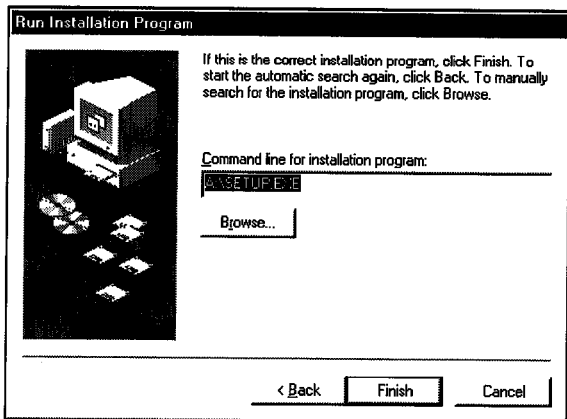 Run Installation Program
If this is the correct installation program, click Finish. To
start the automatic search again, click Back. To manually
search for the installation program, click Browse.
Command line for installation program:
A:\SETUP.EXE
Browse...
< Back
Finish
Cancel